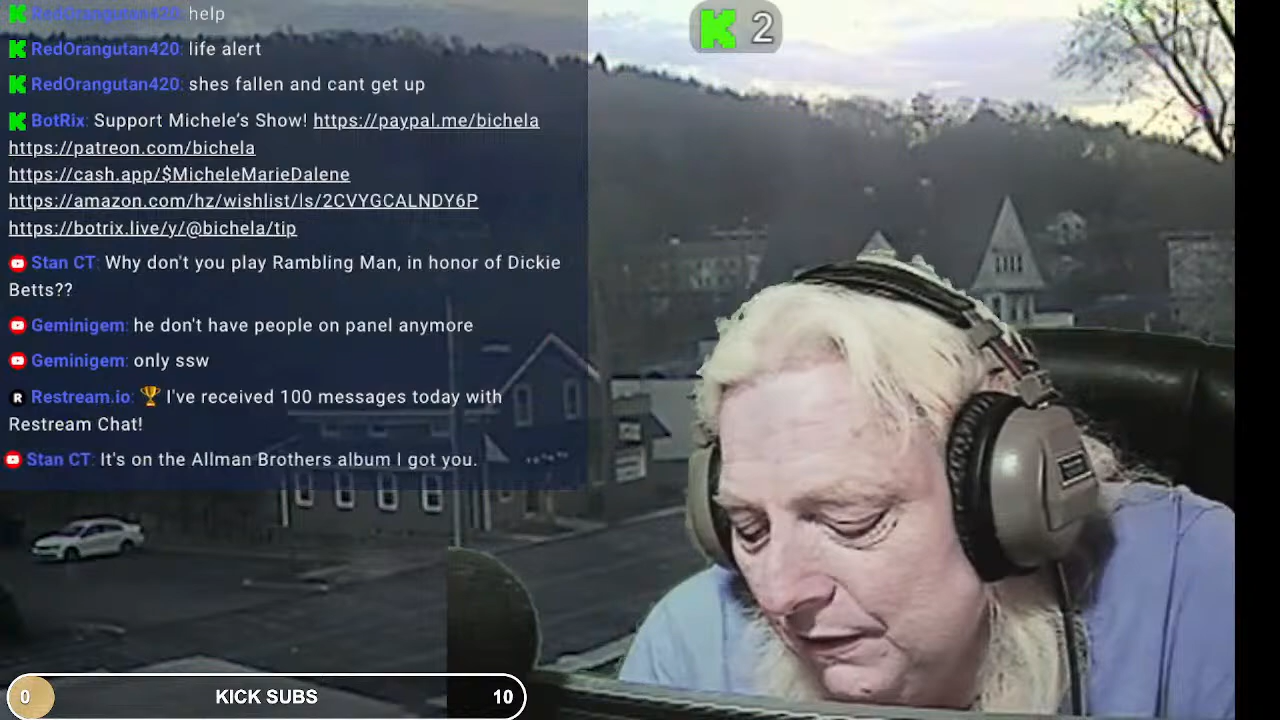 RedOrangutan420: help
RedOrangutan420: life alert
RedOrangutan420: shes fallen and cant get up
BotRix: Support Michele's Show! https://paypal.me/bichela
https://patreon.com/bichela
https://cash.app/$MicheleMarieDalene
https://amazon.com/hz/wishlist/ls/2CVYGCALNDY6P
https://botrix.live/y/@bichela/tip
Stan CT: Why don't you play Rambling Man, in honor of Dickie
Betts??
Geminigem: he don't have people on panel anymore
Geminigem: only ssw
Restream.io: 🏆 I've received 100 messages today with
Restream Chat!
Stan CT: It's on the Allman Brothers album I got you.
K 2
0 KICK SUBS 10